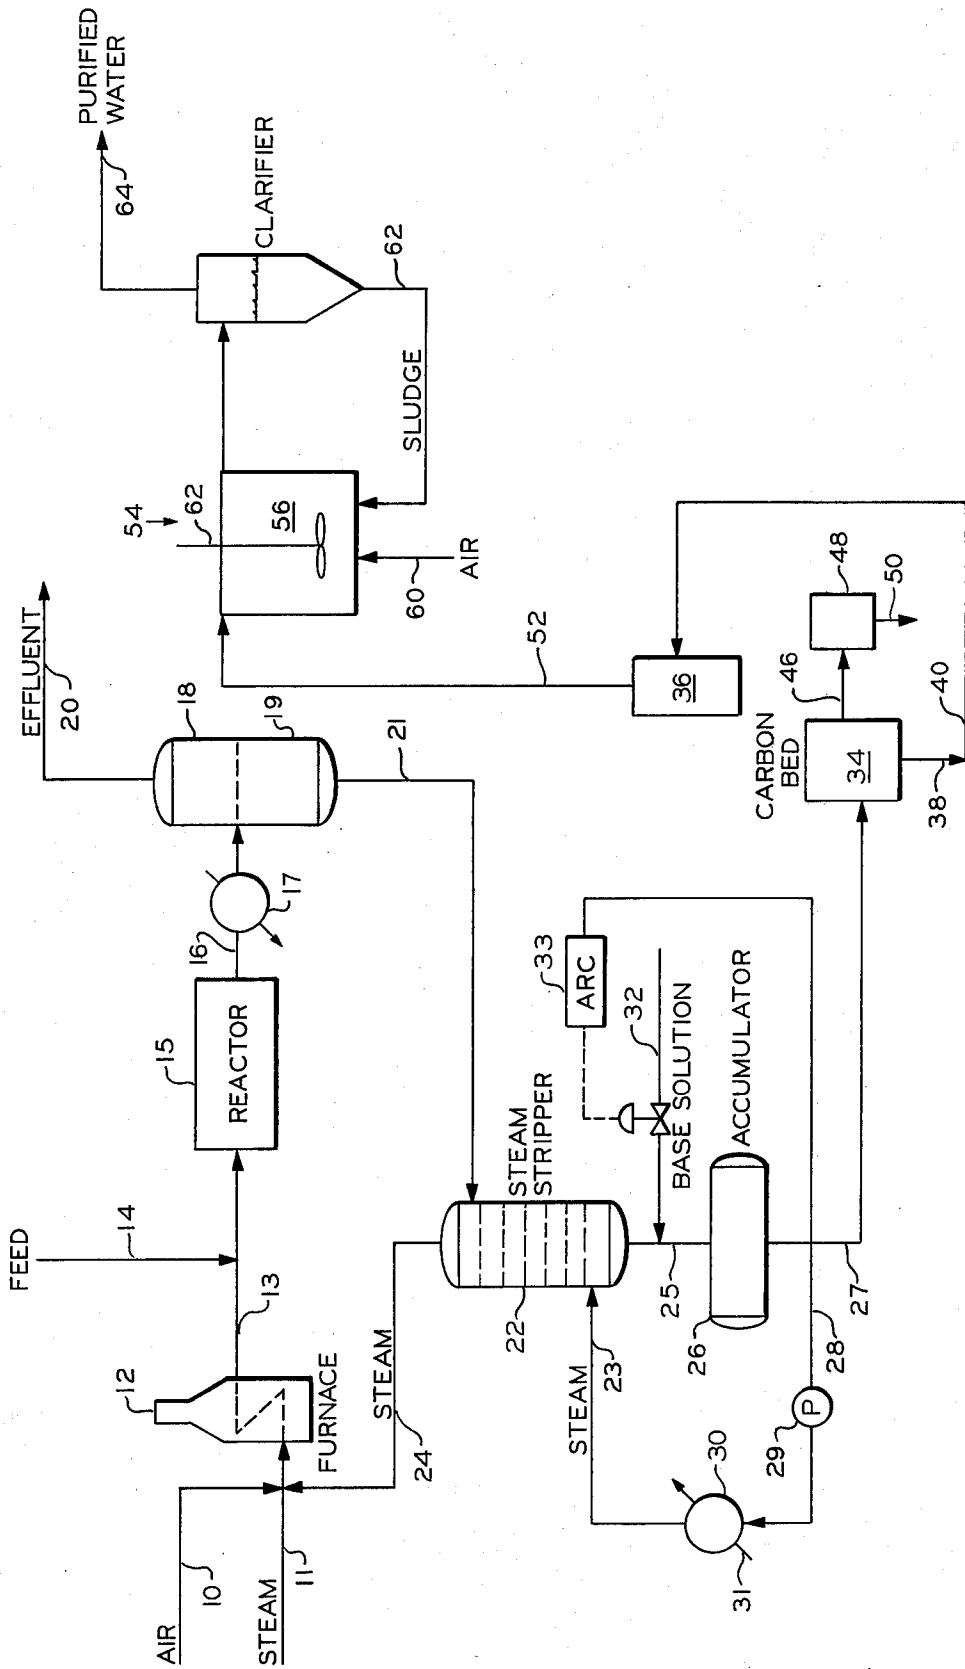 AIR
10
STEAM
11
12
FURNACE
13
FEED
14
15
REACTOR
16
17
18
19
EFFLUENT
20
21
STEAM
24
STEAM
STRIPPER
22
STEAM
23
25
26
ACCUMULATOR
BASE SOLUTION
32
33
ARC
27
28
29
P
30
31
CARBON
BED
34
38
40
46
48
50
36
52
54
62
56
60
AIR
SLUDGE
62
CLARIFIER
64
PURIFIED
WATER